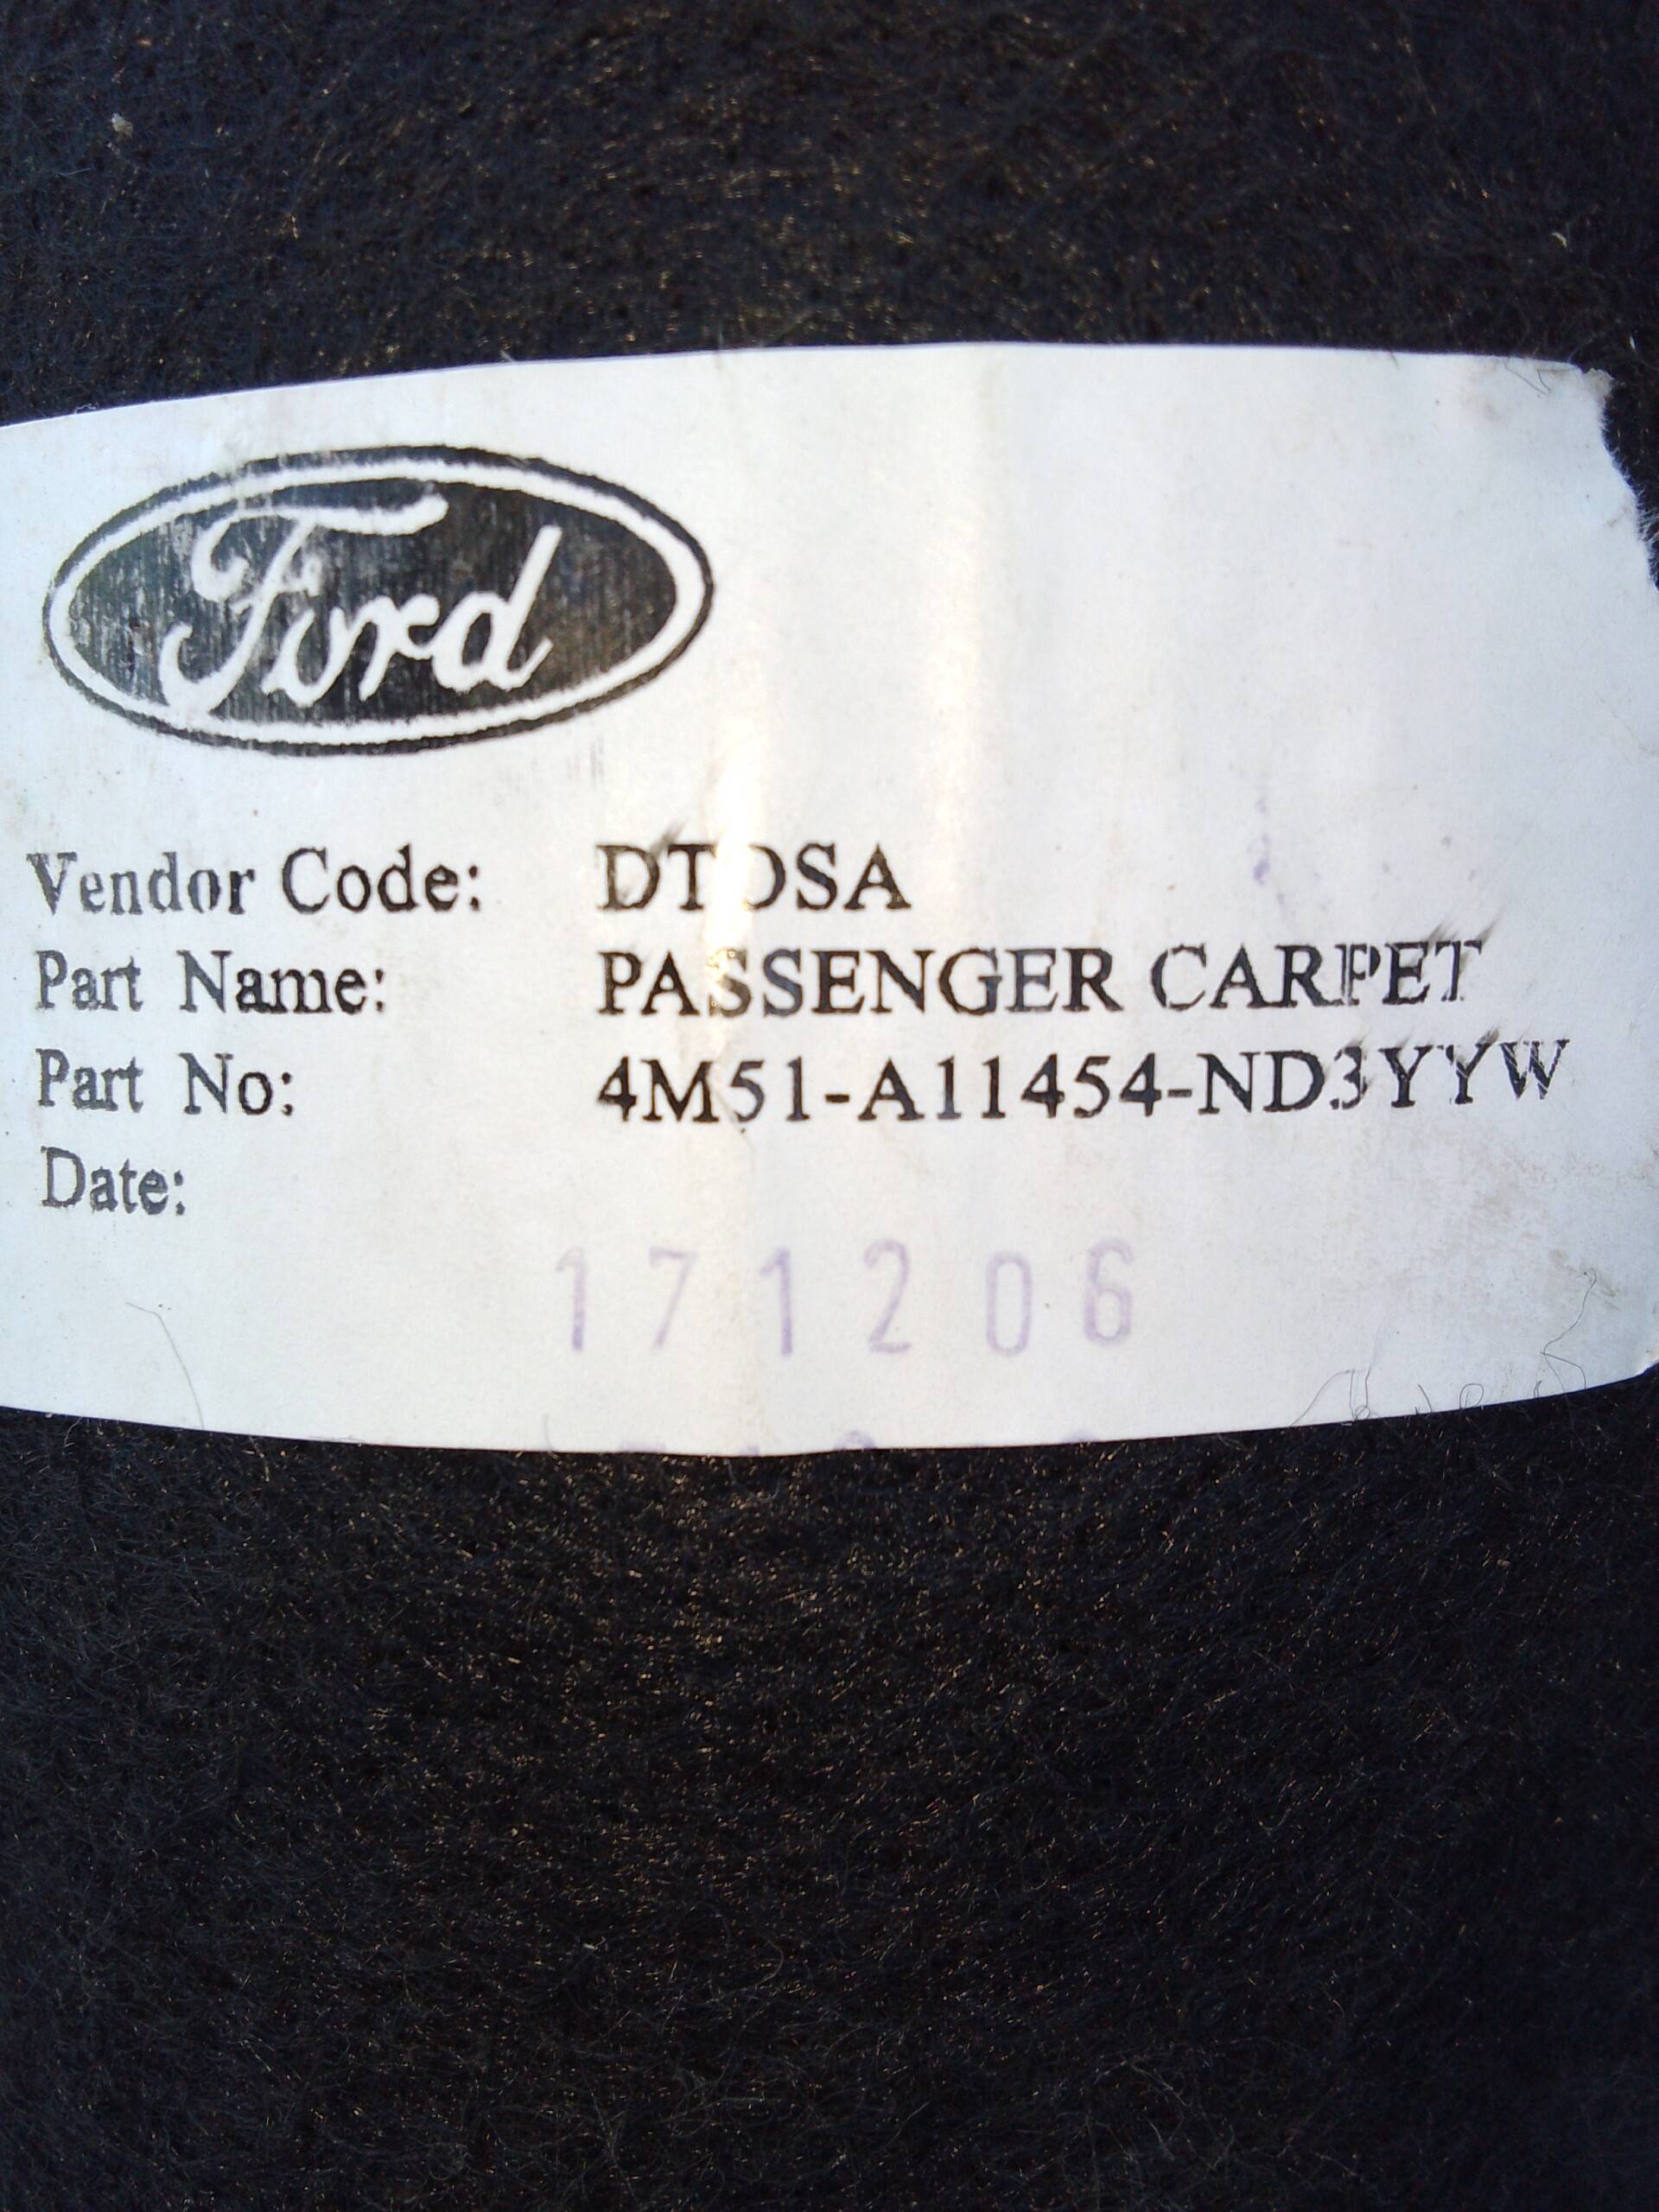 Ford
Vendor Code: DTOSA
Part Name: PASSENGER CARPET
Part No: 4M51-A11454-ND3YYW
Date:
171206